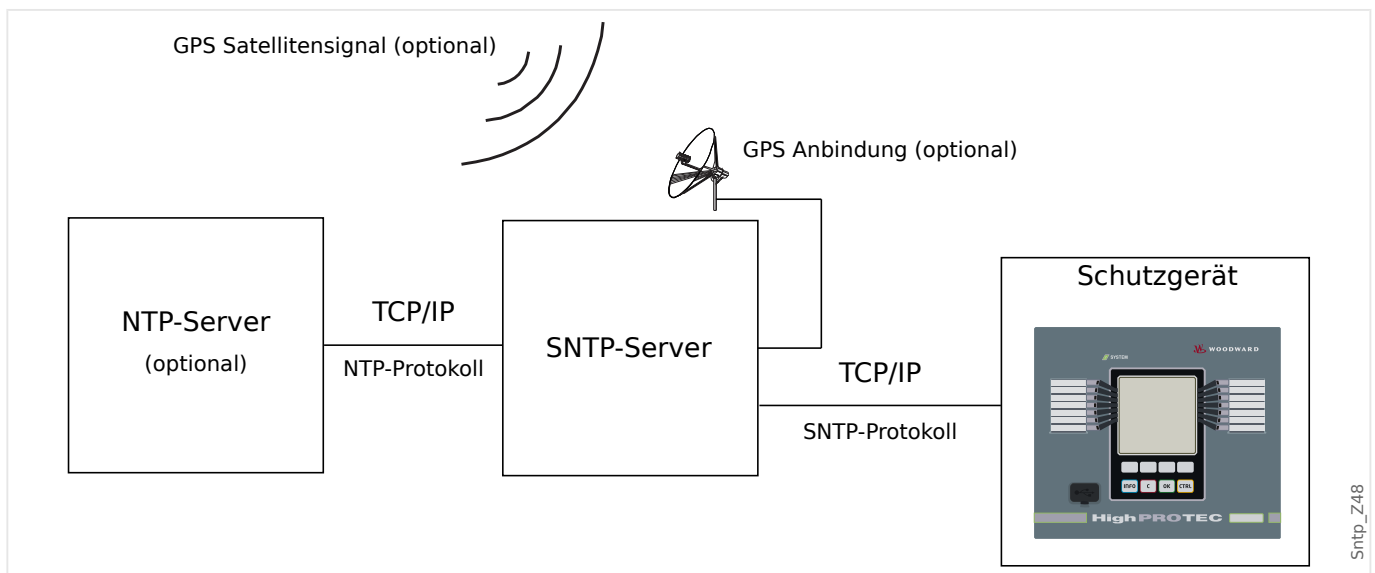 GPS Satellitensignal (optional)
GPS Anbindung (optional)
NTP-Server
(optional)
TCP/IP
NTP-Protokoll
SNTP-Server
TCP/IP
SNTP-Protokoll
Schutzgerät
WOODWARD
SYSTEM
INFO C OK CTRL
HighPROTEC
Sntp_Z48